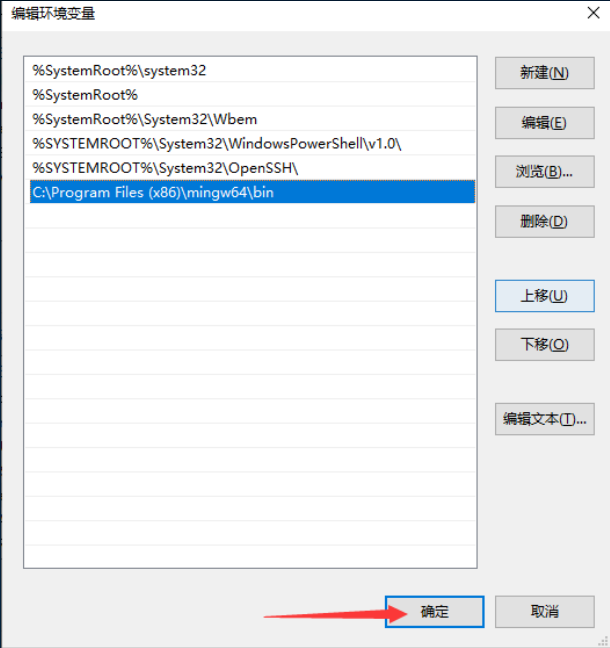 编辑环境变量
%SystemRoot%\system32
%SystemRoot%
%SystemRoot%\System32\Wbem
%SYSTEMROOT%\System32\WindowsPowerShell\v1.0\
%SYSTEMROOT%\System32\OpenSSH\
C:\Program Files (x86)\mingw64\bin
新建(N)
编辑(E)
浏览(B)...
删除(D)
上移(U)
下移(O)
编辑文本(T)...
确定
取消